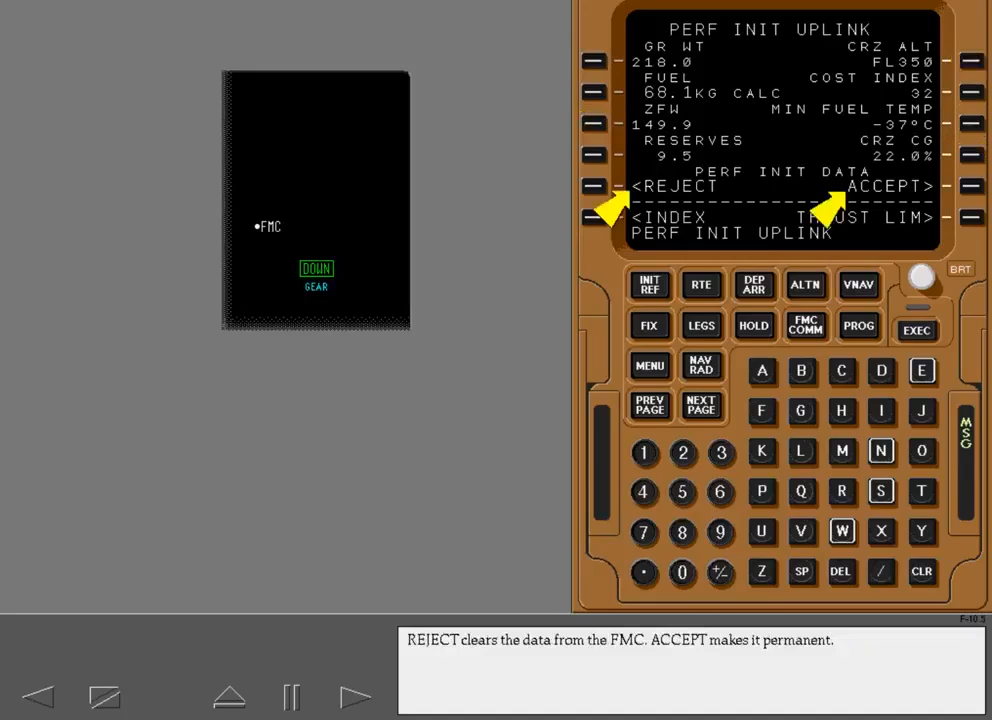 PERF INIT UPLINK
GR WT CRZ ALT
218.0 FL350
FUEL COST INDEX
68.1KG CALC 32
ZFW MIN FUEL TEMP
149.9 -37°C
RESERVES CRZ CG
9.5 22.0%
PERF INIT DATA
<REJECT ACCEPT>
<INDEX THRUST LIM>
PERF INIT UPLINK
•FMC
DOWN
GEAR
BRT
INIT REF RTE DEP ARR ALTN VNAV
FIX LEGS HOLD FMC COMM PROG EXEC
MENU NAV RAD
PREV PAGE NEXT PAGE
A B C D E
F G H I J
K L M N O
P Q R S T
U V W X Y
Z SP DEL / CLR
1 2 3
4 5 6
7 8 9
. 0 +/-
MSG
F-10.5
REJECT clears the data from the FMC. ACCEPT makes it permanent.